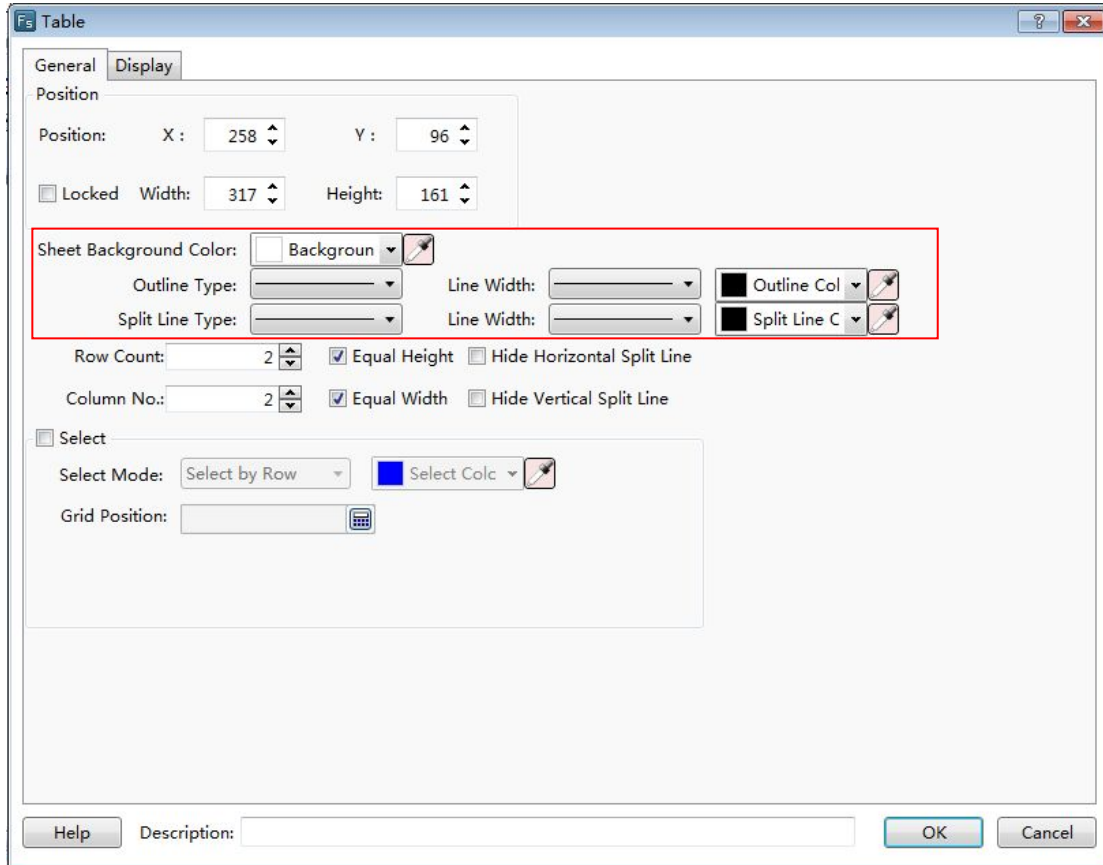 Fs Table
General Display
Position
Position: X : 258 Y : 96
Locked Width: 317 Height: 161
Sheet Background Color: Backgroun
Outline Type: Line Width: Outline Col
Split Line Type: Line Width: Split Line C
Row Count: 2 Equal Height Hide Horizontal Split Line
Column No.: 2 Equal Width Hide Vertical Split Line
Select
Select Mode: Select by Row Select Colc
Grid Position:
Help Description: OK Cancel